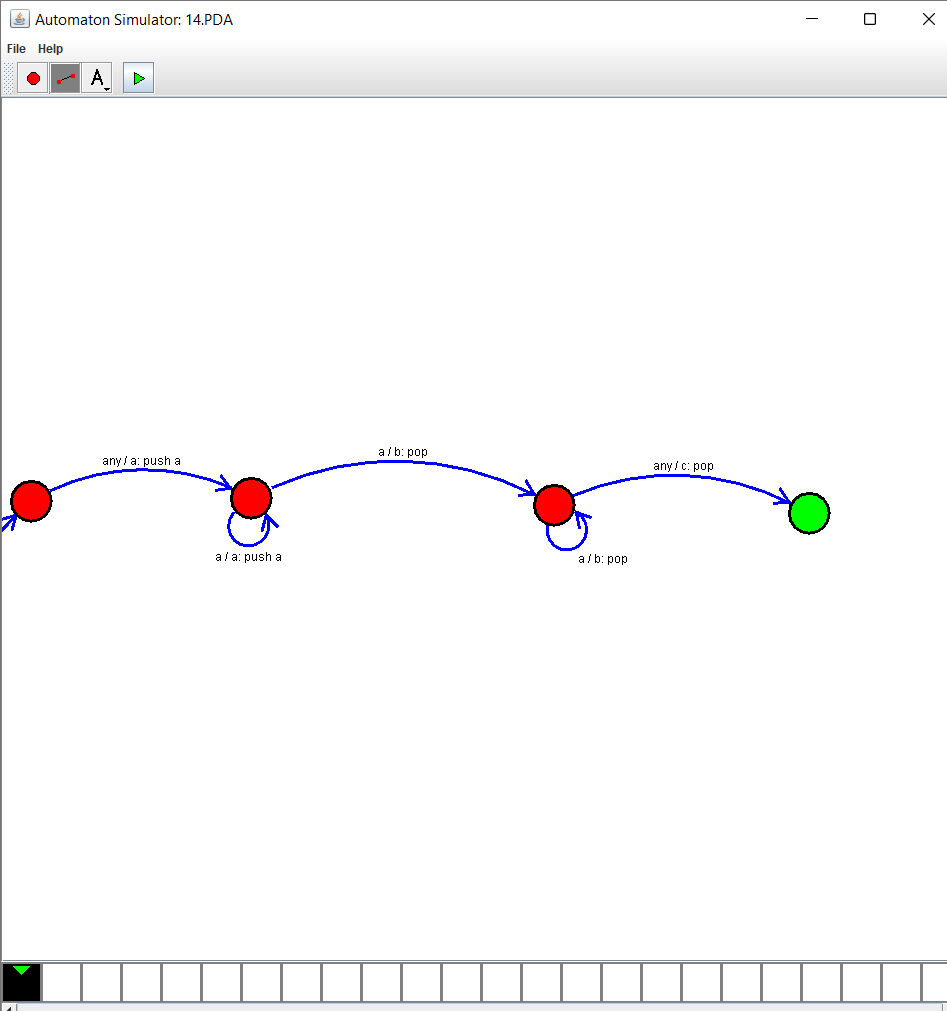 Automaton Simulator: 14.PDA
File Help
A
a / b: pop
any / a: push a
any / c: pop
a / a: push a
a / b: pop